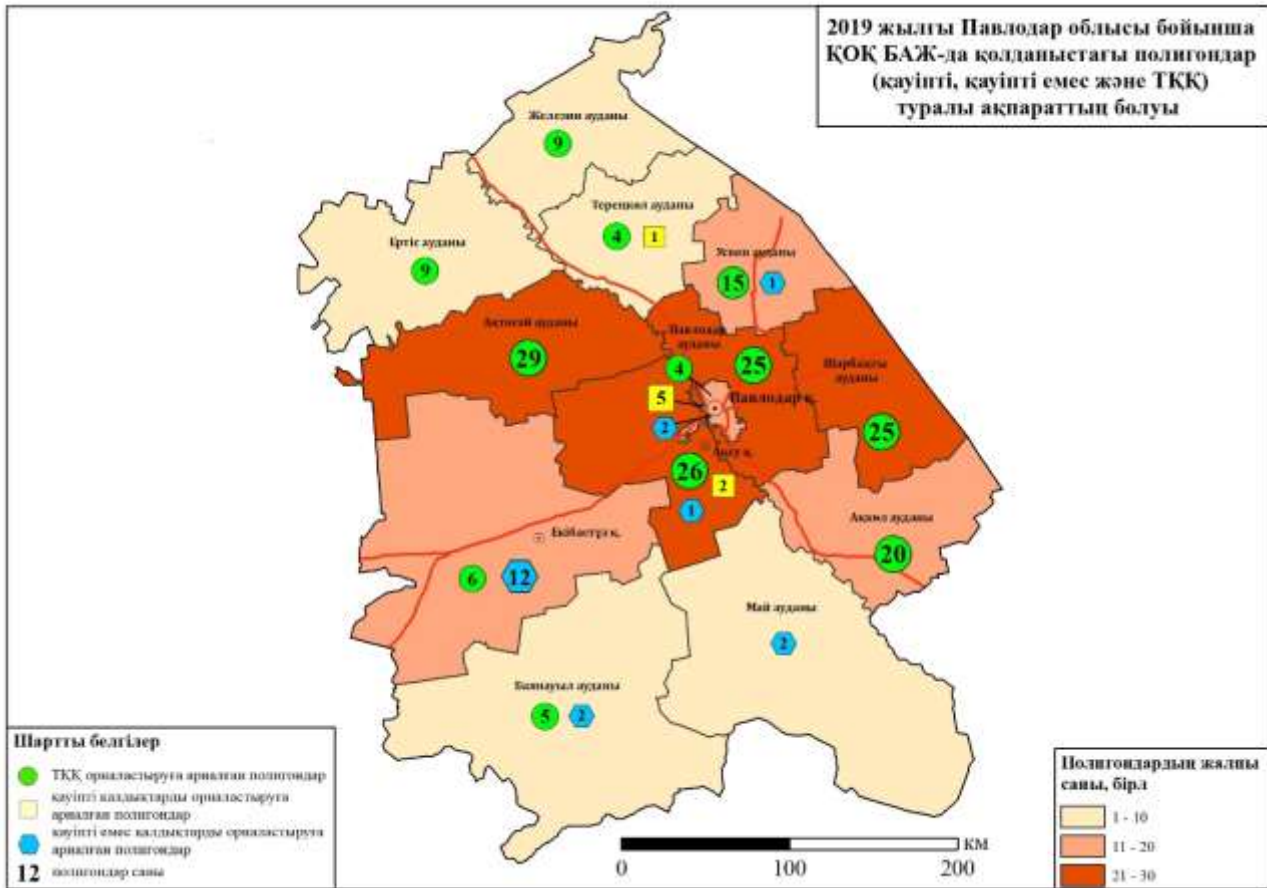 2019 жылғы Павлодар облысы бойынша
ҚОҚ БАЖ-да қолданыстағы полигондар
(қауіпті, қауіпті емес және ТҚҚ)
туралы ақпараттың болуы
Железин ауданы
9
Тереңкөл ауданы
4
1
Ертіс ауданы
9
Успен ауданы
15
1
Ақтоғай ауданы
29
Павлодар
ауданы
4
25
Шарбақты
ауданы
25
5
Павлодар қ.
2
Ақсу қ.
26
2
1
Ақкөл ауданы
20
Екібастұз қ.
6
12
Май ауданы
2
Баянауыл ауданы
5
2
Шартты белгілер
ТҚҚ орналастыруға арналған полигондар
қауіпті қалдықтарды орналастыруға
арналған полигондар
қауіпті емес қалдықтарды орналастыруға
арналған полигондар
12 полигондар саны
КМ
0 100 200
Полигондардың жалпы
саны, бірл
1 - 10
11 - 20
21 - 30